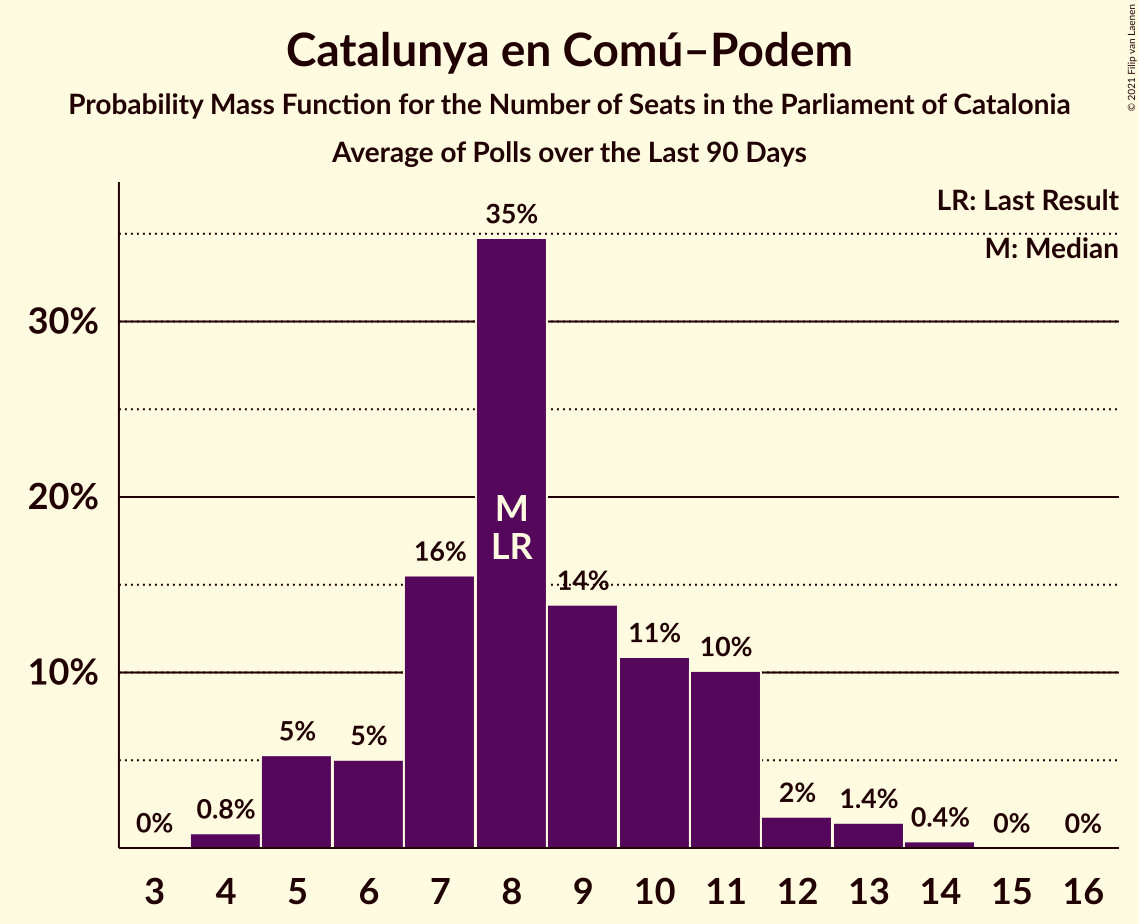 Catalunya en Comú–Podem
Probability Mass Function for the Number of Seats in the Parliament of Catalonia
Average of Polls over the Last 90 Days
© 2021 Filip van Laenen
LR: Last Result
M: Median
30%
20%
10%
0%
0.8%
5%
5%
16%
35%
14%
11%
10%
2%
1.4%
0.4%
0%
0%
M
LR
3 4 5 6 7 8 9 10 11 12 13 14 15 16